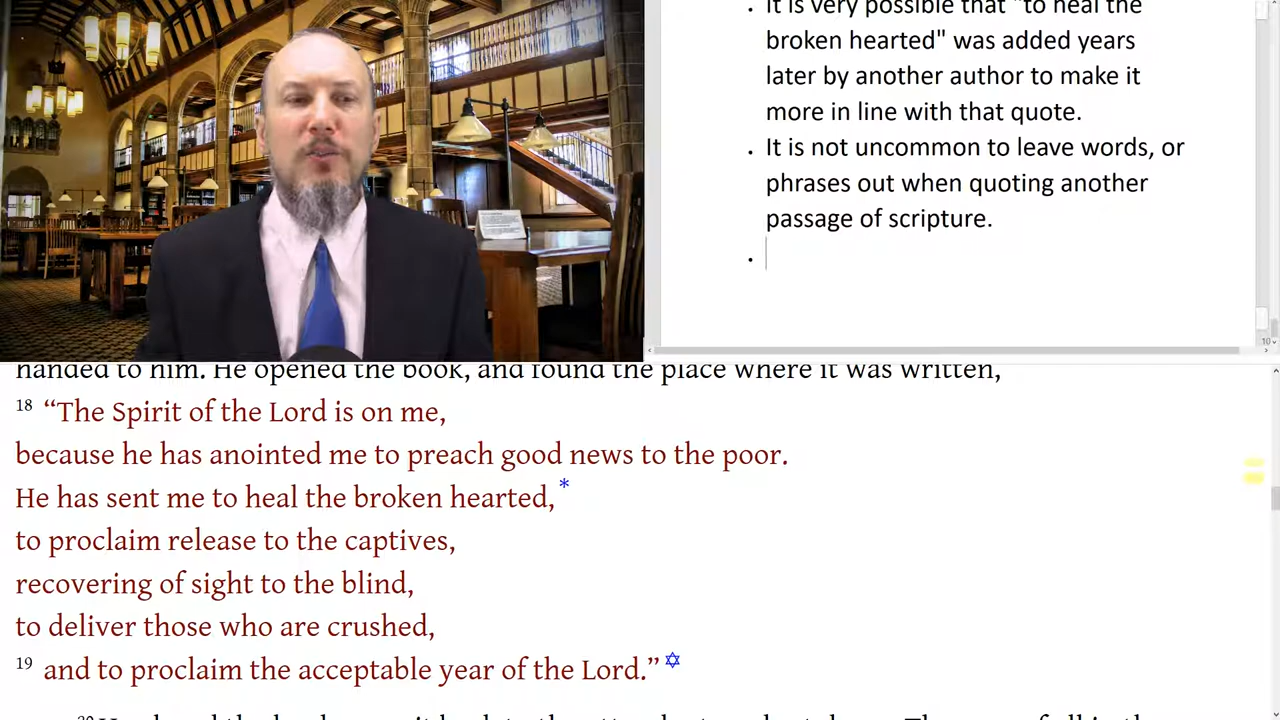 It is very possible that "to heal the
broken hearted" was added years
later by another author to make it
more in line with that quote.
It is not uncommon to leave words, or
phrases out when quoting another
passage of scripture.
10
handed to him. He opened the book, and found the place where it was written,
18 “The Spirit of the Lord is on me,
because he has anointed me to preach good news to the poor.
He has sent me to heal the broken hearted,*
to proclaim release to the captives,
recovering of sight to the blind,
to deliver those who are crushed,
19 and to proclaim the acceptable year of the Lord.”✡